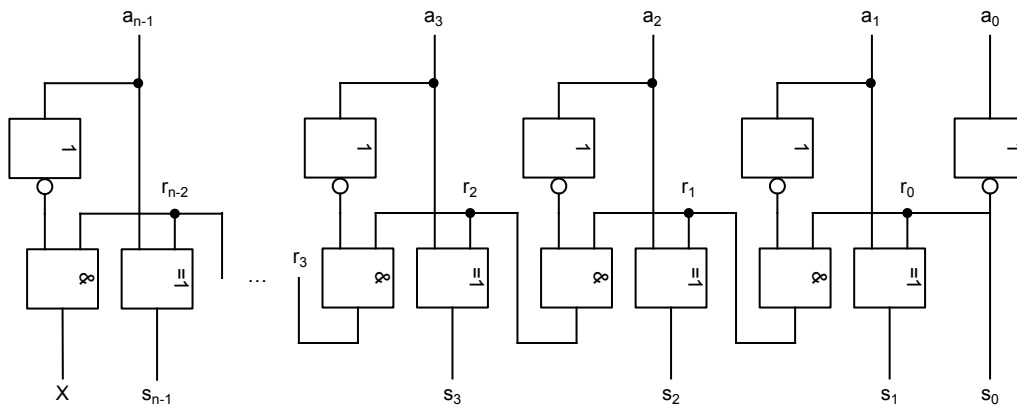 aₙ₋₁ a₃ a₂ a₁ a₀
1 1 1 1 1
rₙ₋₂ r₂ r₁ r₀
r₃
& =1 ... & =1 & =1 & =1
X sₙ₋₁ s₃ s₂ s₁ s₀